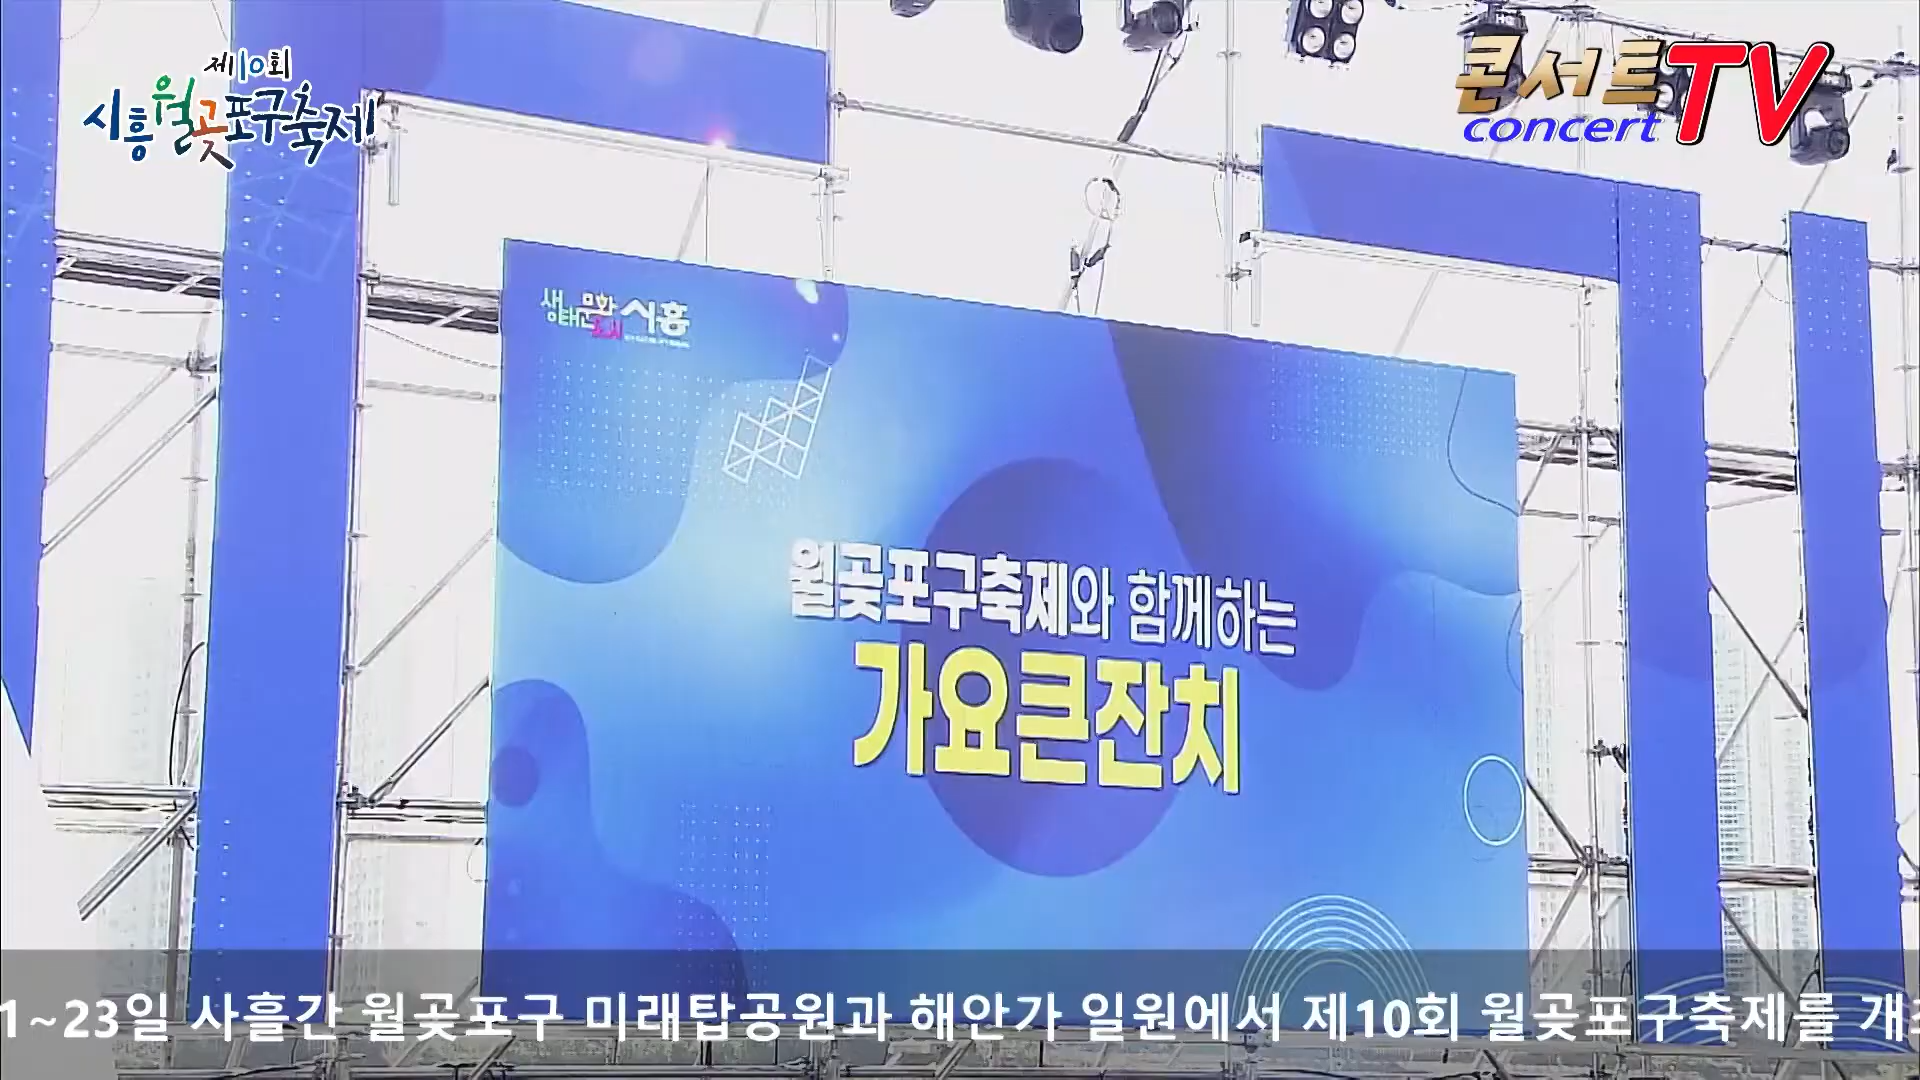 제10회
시흥월곶포구축제
콘서트TV
concert
생태문화도시 시흥
월곶포구축제와 함께하는
가요큰잔치
1~23일 사흘간 월곶포구 미래탑공원과 해안가 일원에서 제10회 월곶포구축제를